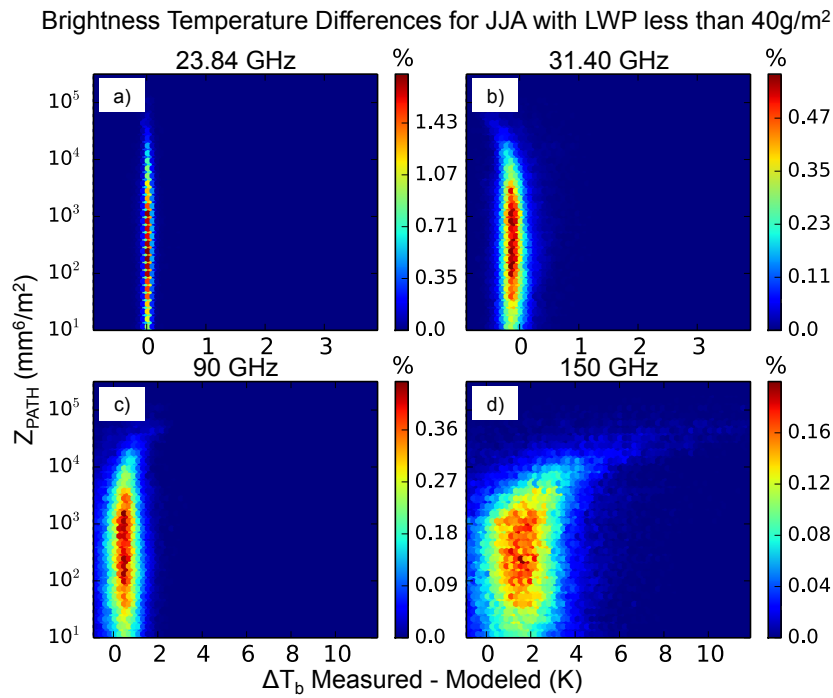 Brightness Temperature Differences for JJA with LWP less than 40g/m²
23.84 GHz
31.40 GHz
%
%
a)
b)
10⁵
10⁴
10³
10²
10¹
1.43
1.07
0.71
0.35
0.0
0.47
0.35
0.23
0.11
0.0
0 1 2 3
0 1 2 3
Z_PATH (mm⁶/m²)
90 GHz
150 GHz
%
%
c)
d)
10⁵
10⁴
10³
10²
10¹
0.36
0.27
0.18
0.09
0.0
0.16
0.12
0.08
0.04
0.0
0 2 4 6 8 10
0 2 4 6 8 10
ΔT_b Measured - Modeled (K)